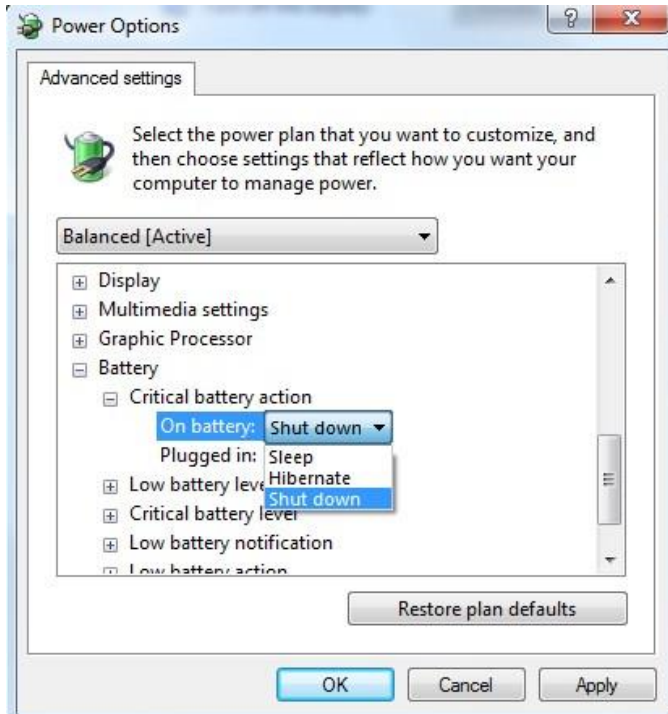 Power Options
Advanced settings
Select the power plan that you want to customize, and
then choose settings that reflect how you want your
computer to manage power.
Balanced [Active]
Display
Multimedia settings
Graphic Processor
Battery
Critical battery action
On battery: Shut down
Plugged in: Sleep
Hibernate
Shut down
Low battery leve
Critical battery level
Low battery notification
Low battery action
Restore plan defaults
OK Cancel Apply